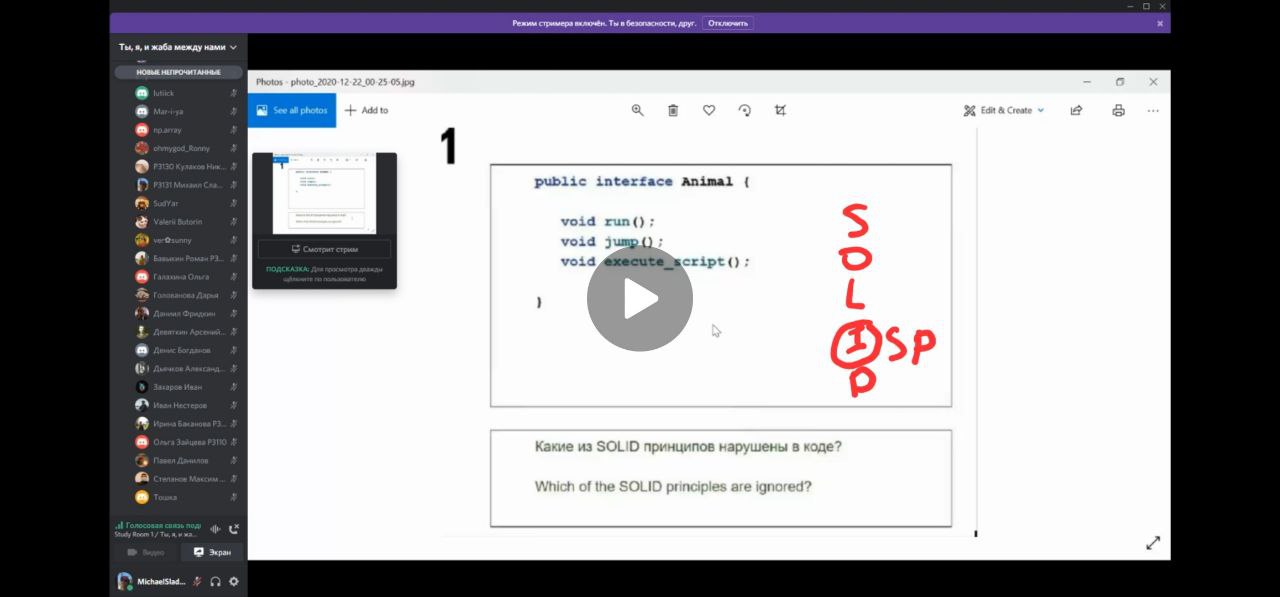 Режим стримера включён. Ты в безопасности, друг. Отключить
Ты, я, и жаба между нами
НОВЫЕ НЕПРОЧИТАННЫЕ
lutiick
Mar-i-ya
np.array
ohmygod_Ronny
P3130 Кулаков Ник...
P3131 Михаил Сла...
SudYar
Valerii Butorin
ver✿sunny
Бавыкин Роман P3...
Галахина Ольга
Голованова Дарья
Даниил Фридкин
Девяткин Арсений...
Денис Богданов
Дьячков Александ...
Захаров Иван
Иван Нестеров
Ирина Баканова P3...
Ольга Зайцева P3110
Павел Данилов
Степанов Максим ...
Тошка
Голосовая связь под
Study Room 1 / Ты, я, и жа...
Видео Экран
MichaelSlad...
Photos - photo_2020-12-22_00-25-05.jpg
See all photos
Add to
Edit & Create
Смотрит стрим
ПОДСКАЗКА: Для просмотра дважды
щёлкните по пользователю
1
public interface Animal {
void run();
void jump();
void execute_script();
}
S
O
L
I SP
D
Какие из SOLID принципов нарушены в коде?
Which of the SOLID principles are ignored?